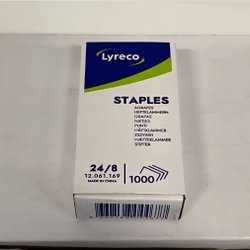 Lyreco
STAPLES
AGRAFES
HEFTKLAMMERN
GRAPAS
NIETJES
PUNTI
HÄFTKLAMMER
ZSZYWKI
HÆFTEKLAMMER
STIFTER
24/8
12.061.169
MADE IN CHINA
1000